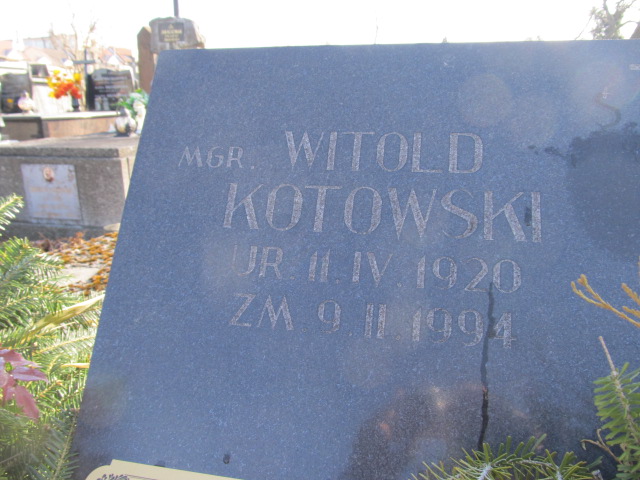 MGR. WITOLD
KOTOWSKI
UR. 11.IV 1920
ZM 9.II 1994